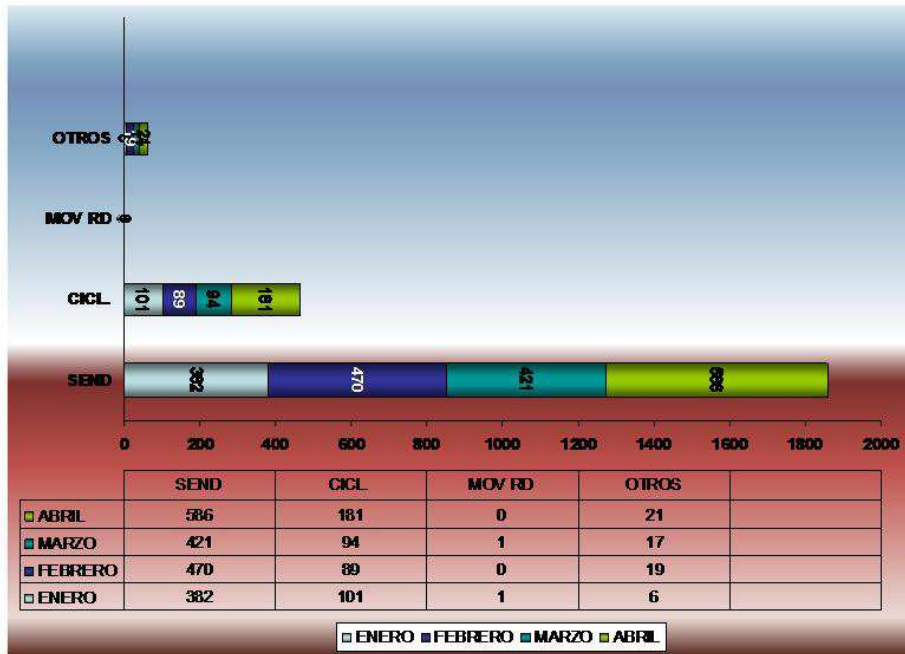 OTROS
19
MOV RD
CICL.
101 89 94 181
SEND
382 470 421 586
0 200 400 600 800 1000 1200 1400 1600 1800 2000
SEND CICL. MOV RD OTROS
ABRIL 586 181 0 21
MARZO 421 94 1 17
FEBRERO 470 89 0 19
ENERO 382 101 1 6
ENERO FEBRERO MARZO ABRIL